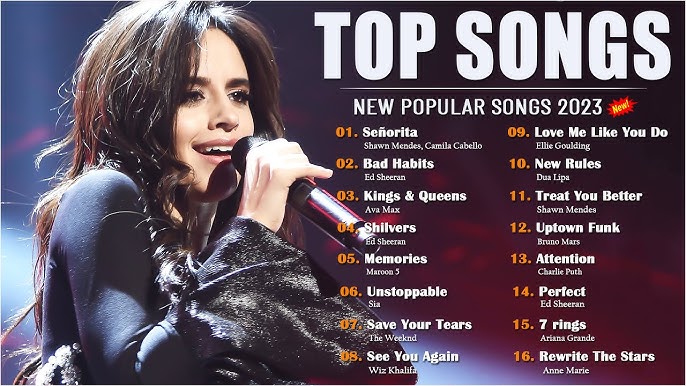 TOP SONGS
NEW POPULAR SONGS 2023 New!
01. Señorita
Shawn Mendes, Camila Cabello
02. Bad Habits
Ed Sheeran
03. Kings & Queens
Ava Max
04. Shilvers
Ed Sheeran
05. Memories
Maroon 5
06. Unstoppable
Sia
07. Save Your Tears
The Weeknd
08. See You Again
Wiz Khalifa
09. Love Me Like You Do
Ellie Goulding
10. New Rules
Dua Lipa
11. Treat You Better
Shawn Mendes
12. Uptown Funk
Bruno Mars
13. Attention
Charlie Puth
14. Perfect
Ed Sheeran
15. 7 rings
Ariana Grande
16. Rewrite The Stars
Anne Marie